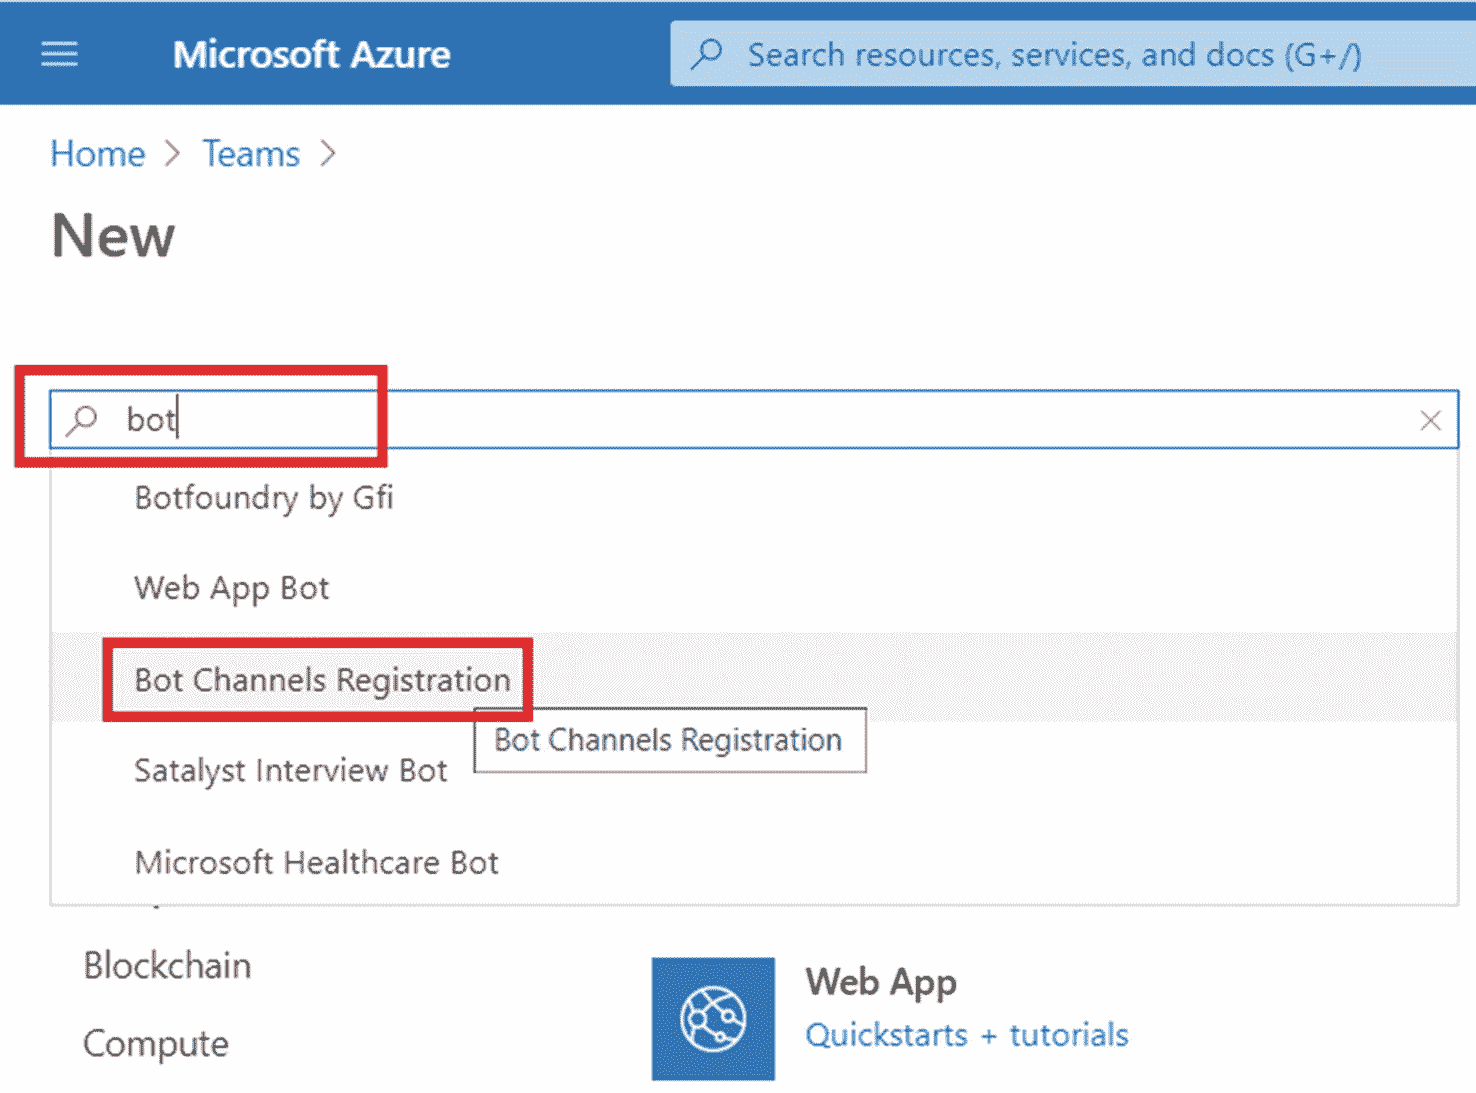 Microsoft Azure
Search resources, services, and docs (G+/)
Home > Teams >
New
bot
Botfoundry by Gfi
Web App Bot
Bot Channels Registration
Bot Channels Registration
Satalyst Interview Bot
Microsoft Healthcare Bot
Blockchain
Web App
Quickstarts + tutorials
Compute